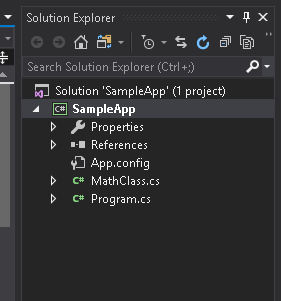 Solution Explorer
Search Solution Explorer (Ctrl+;)
Solution 'SampleApp' (1 project)
C# SampleApp
Properties
References
App.config
C# MathClass.cs
C# Program.cs